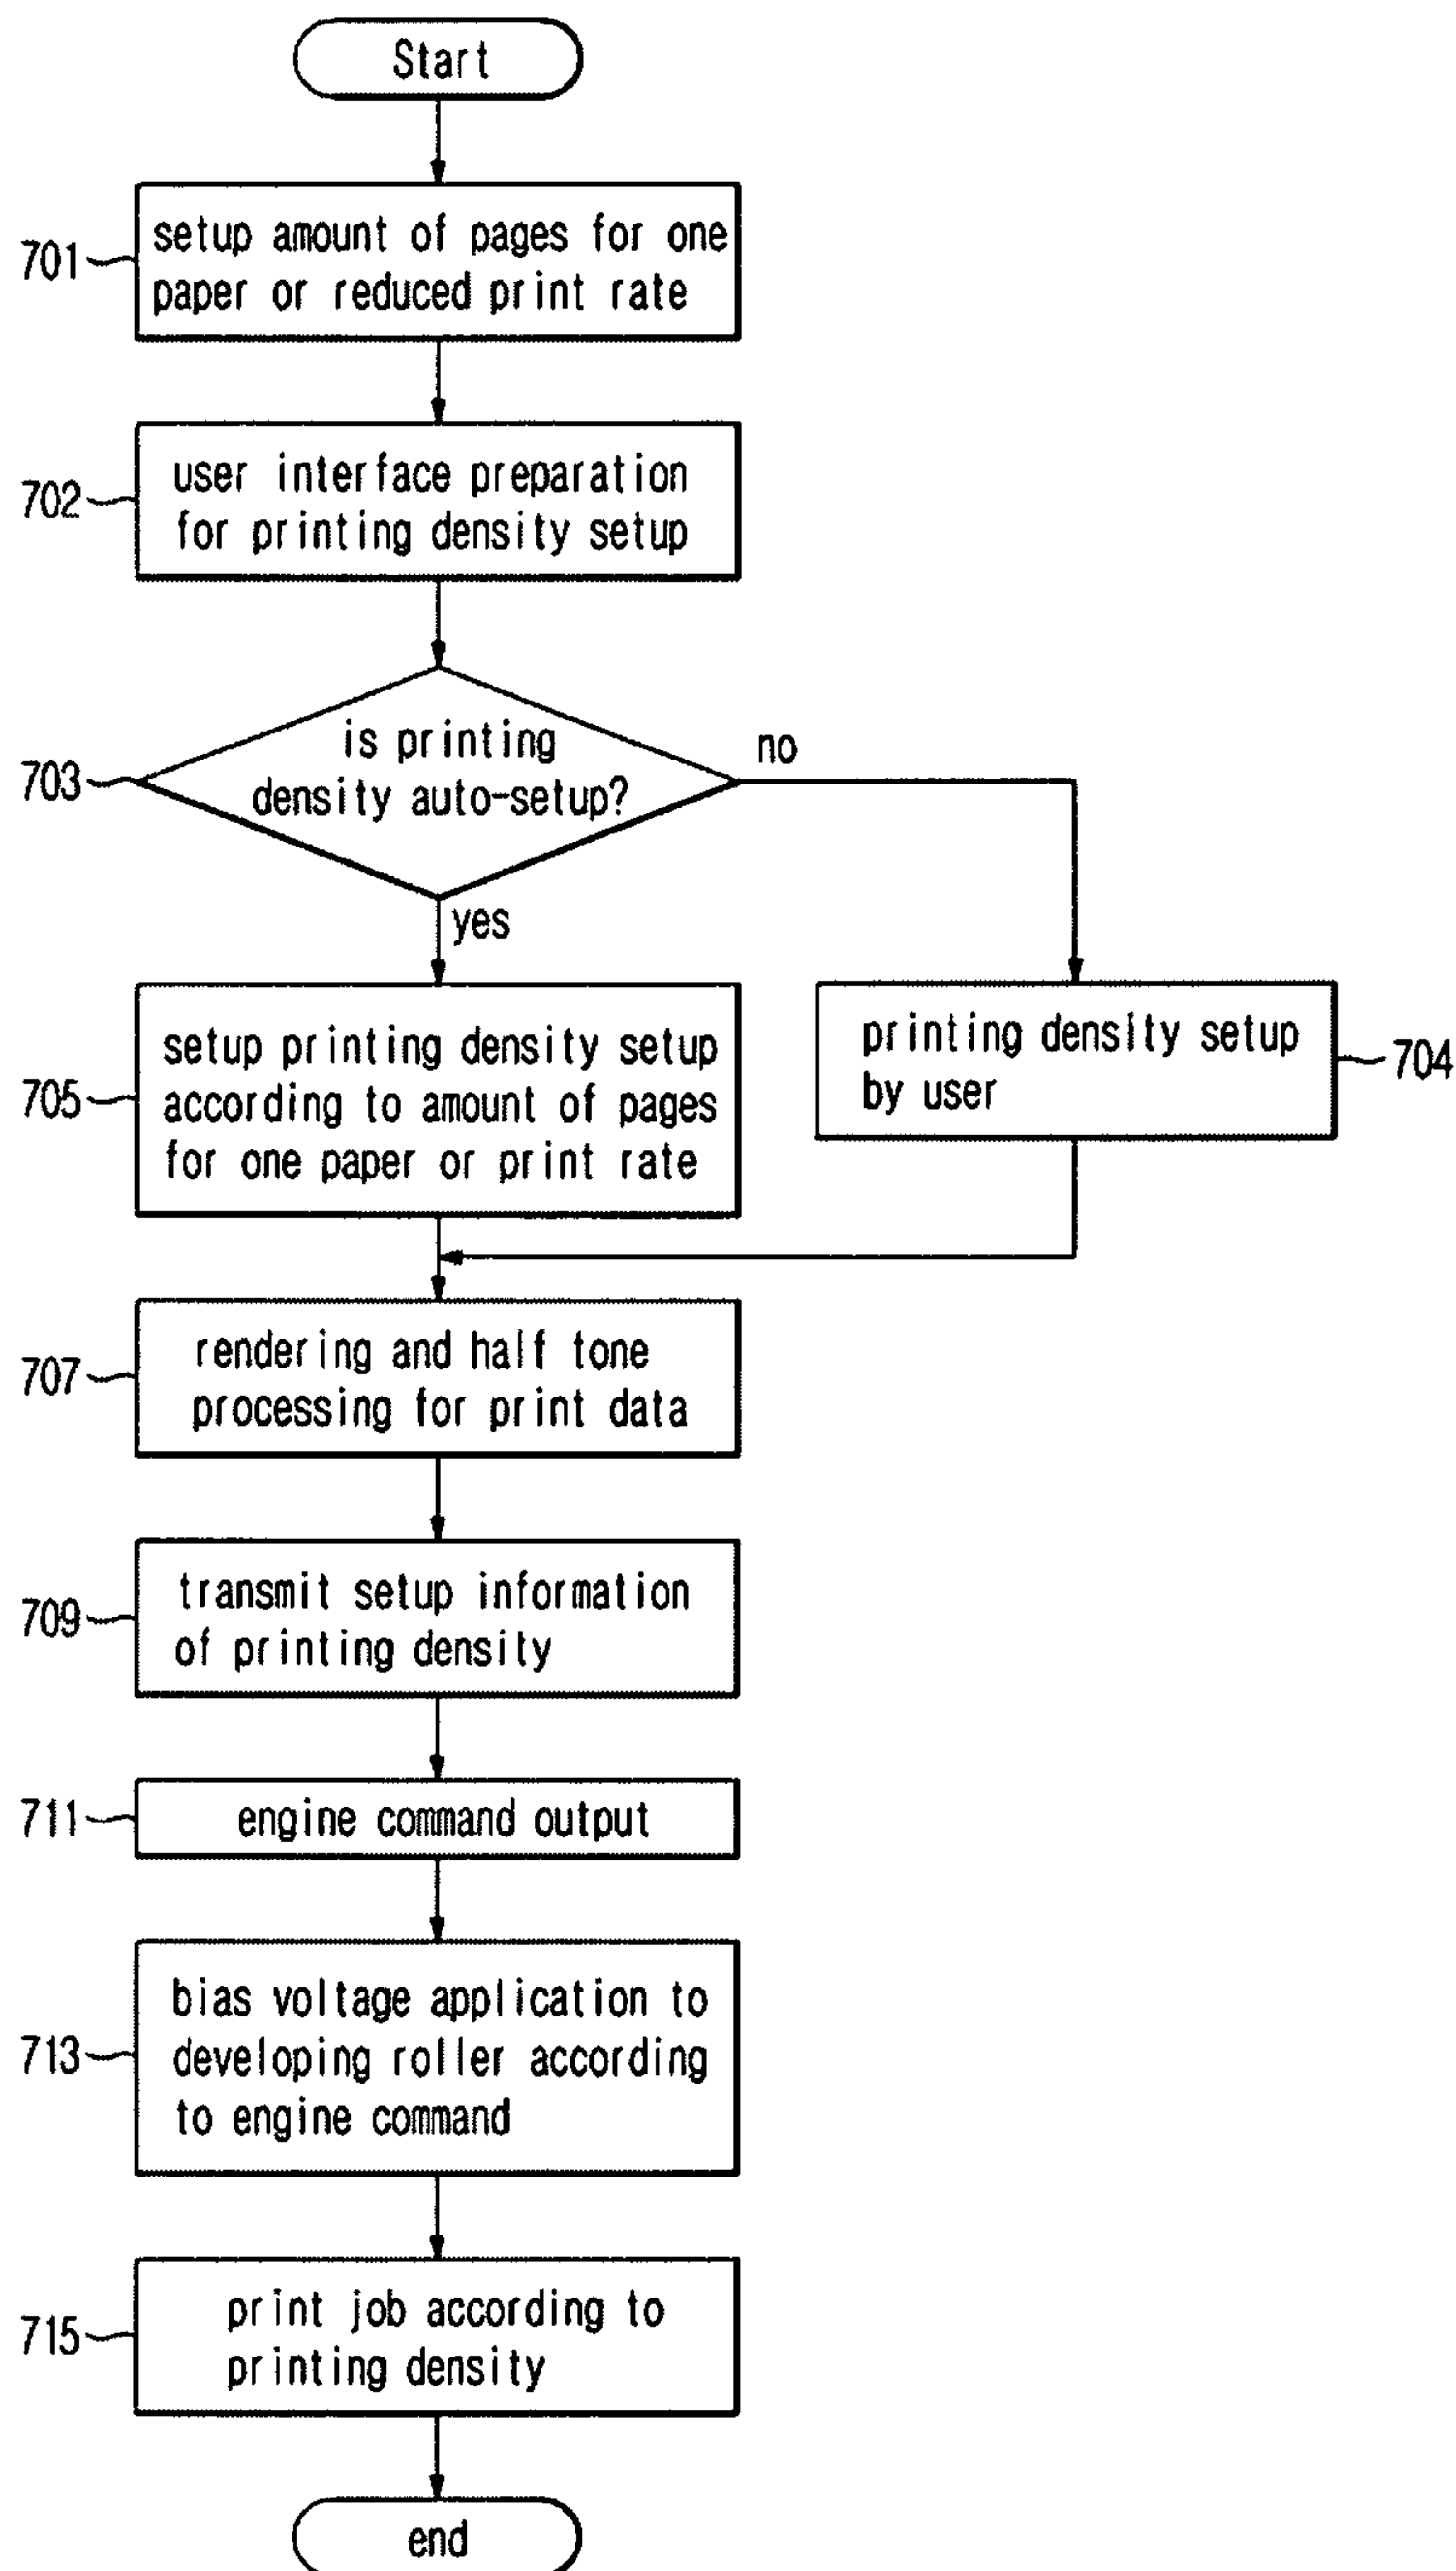 Start
701
setup amount of pages for one
paper or reduced print rate
702
user interface preparation
for printing density setup
703
is printing
density auto-setup?
no
yes
705
setup printing density setup
according to amount of pages
for one paper or print rate
printing density setup
by user
704
707
rendering and half tone
processing for print data
709
transmit setup information
of printing density
711
engine command output
713
bias voltage application to
developing roller according
to engine command
715
print job according to
printing density
end